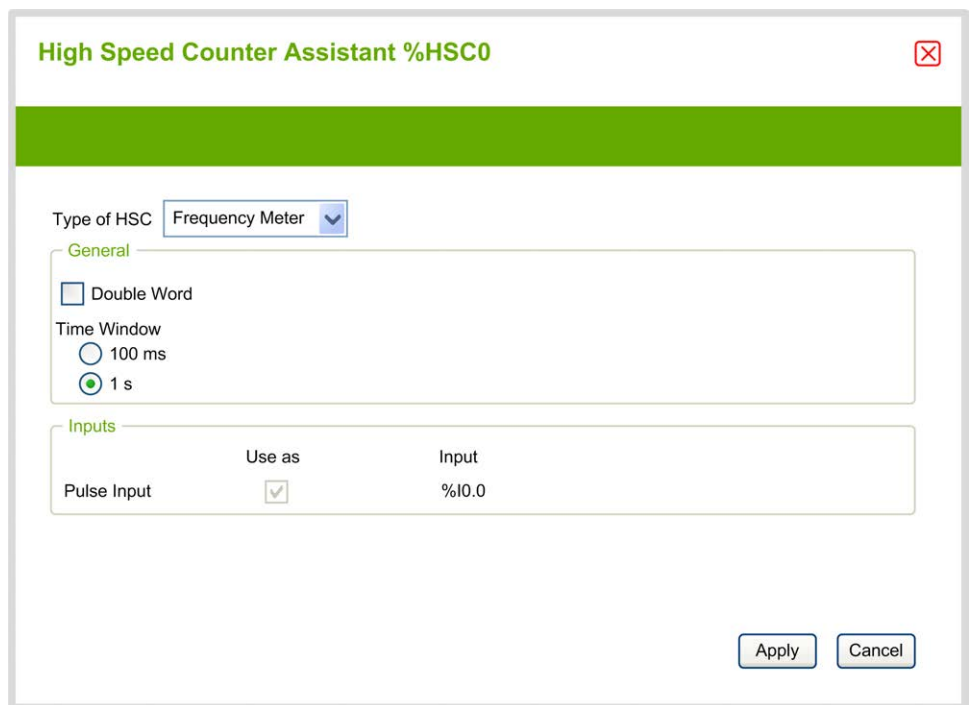 High Speed Counter Assistant %HSC0
Type of HSC Frequency Meter
General
Double Word
Time Window
100 ms
1 s
Inputs
Use as Input
Pulse Input %I0.0
Apply Cancel